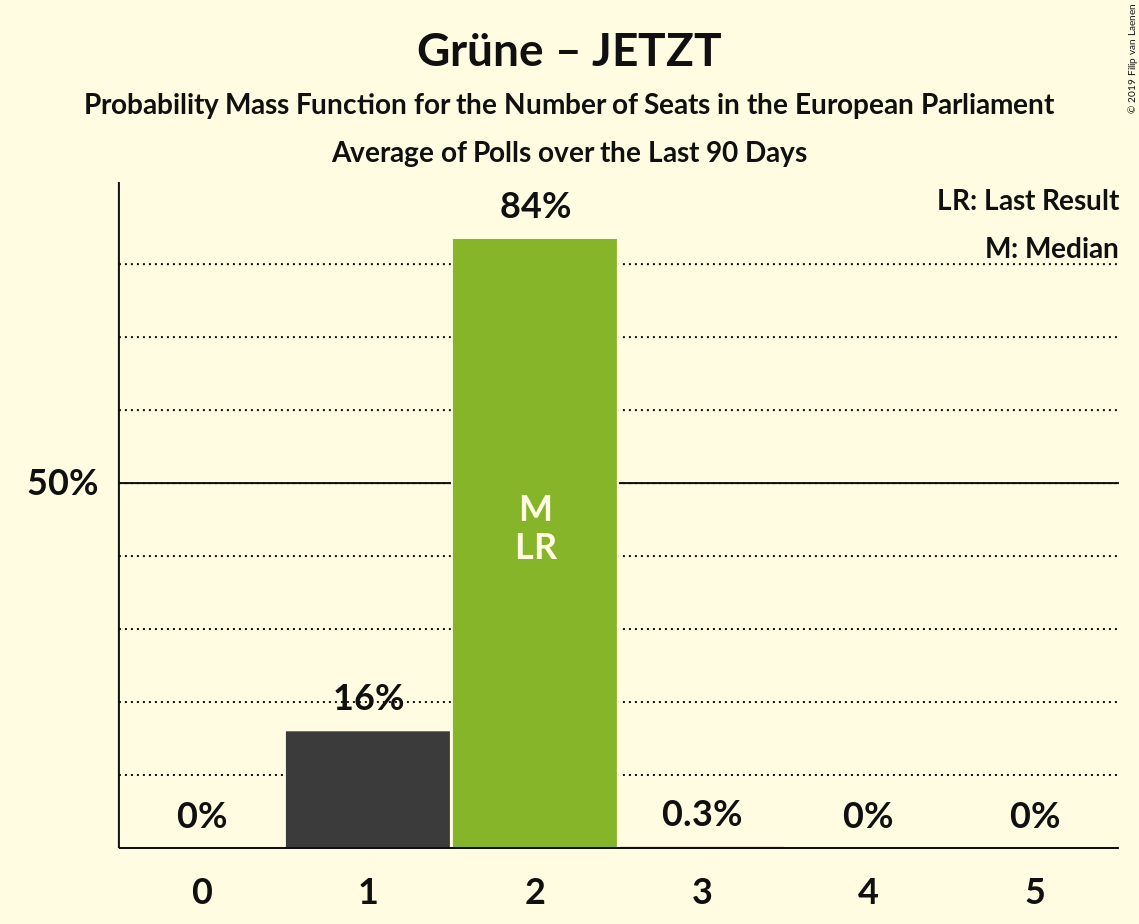 Grüne – JETZT
Probability Mass Function for the Number of Seats in the European Parliament
Average of Polls over the Last 90 Days
© 2019 Filip van Laenen
LR: Last Result
M: Median
84%
50%
M
LR
16%
0%
0.3%
0%
0%
0 1 2 3 4 5